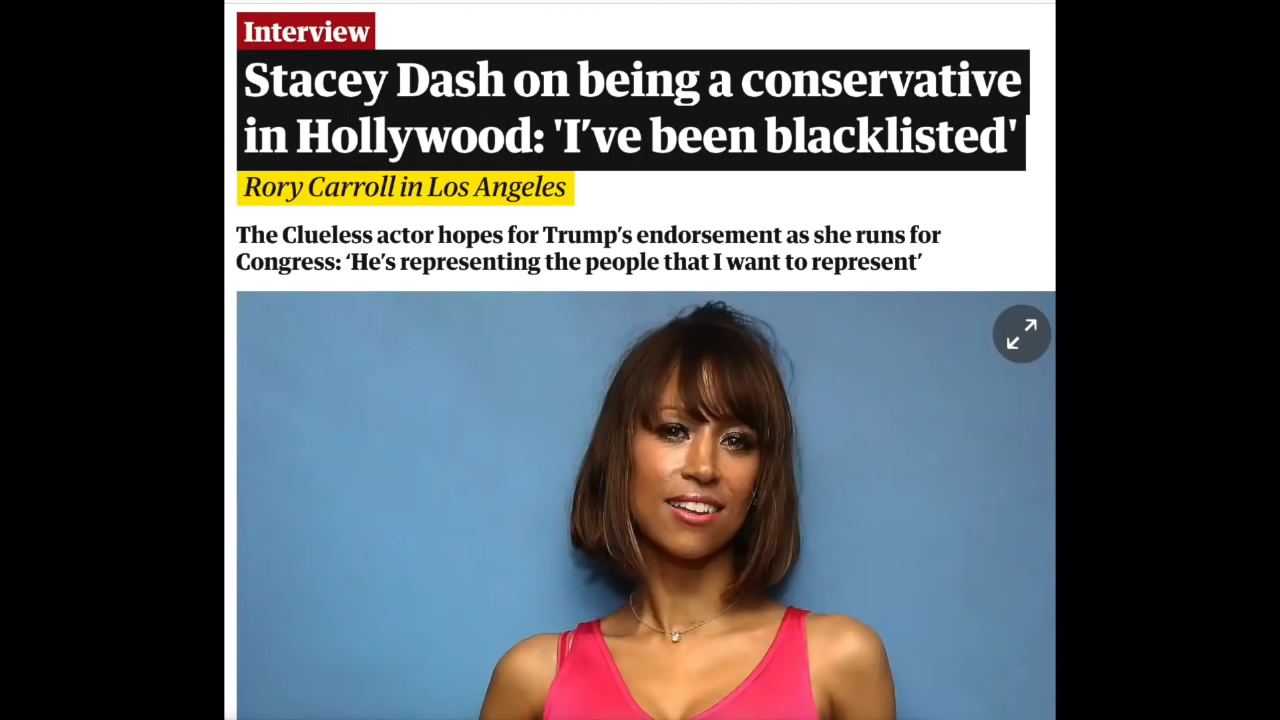 Interview
Stacey Dash on being a conservative
in Hollywood: 'I’ve been blacklisted'
Rory Carroll in Los Angeles
The Clueless actor hopes for Trump’s endorsement as she runs for
Congress: ‘He’s representing the people that I want to represent’